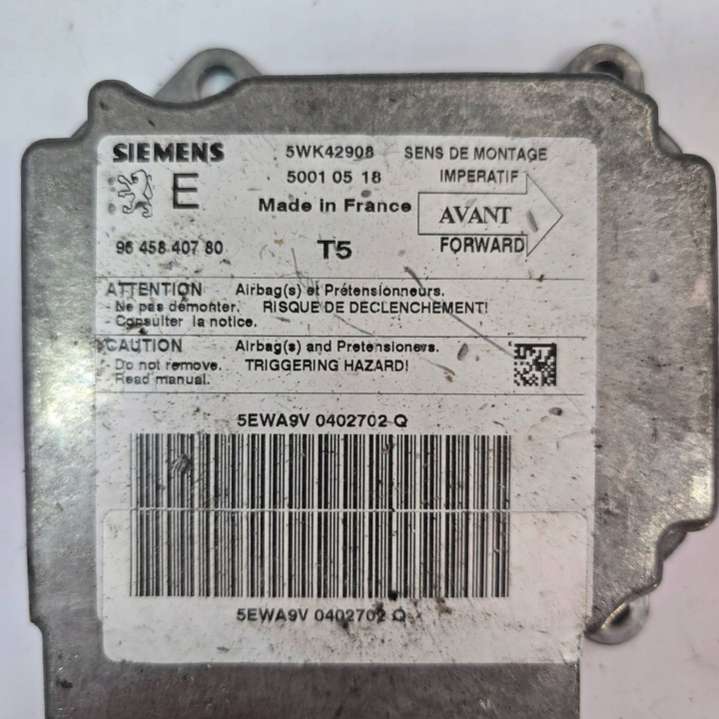 SIEMENS 5WK42908 SENS DE MONTAGE
E 5001 05 18 IMPERATIF
Made in France AVANT
96 458 407 80 T5 FORWARD
ATTENTION Airbag(s) et Prétensionneurs.
- Ne pas démonter. RISQUE DE DECLENCHEMENT!
- Consulter la notice.
CAUTION Airbag(s) and Pretensioners.
- Do not remove. TRIGGERING HAZARD!
- Read manual.
5EWA9V 0402702 Q
5EWA9V 0402702 Q